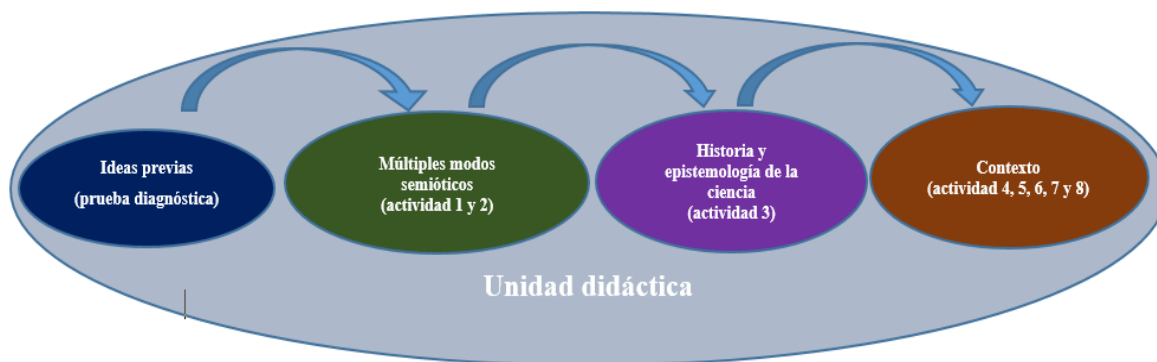 Ideas previas
(prueba diagnóstica)
Múltiples modos
semióticos
(actividad 1 y 2)
Historia y
epistemología de la
ciencia
(actividad 3)
Contexto
(actividad 4, 5, 6, 7 y 8)
Unidad didáctica